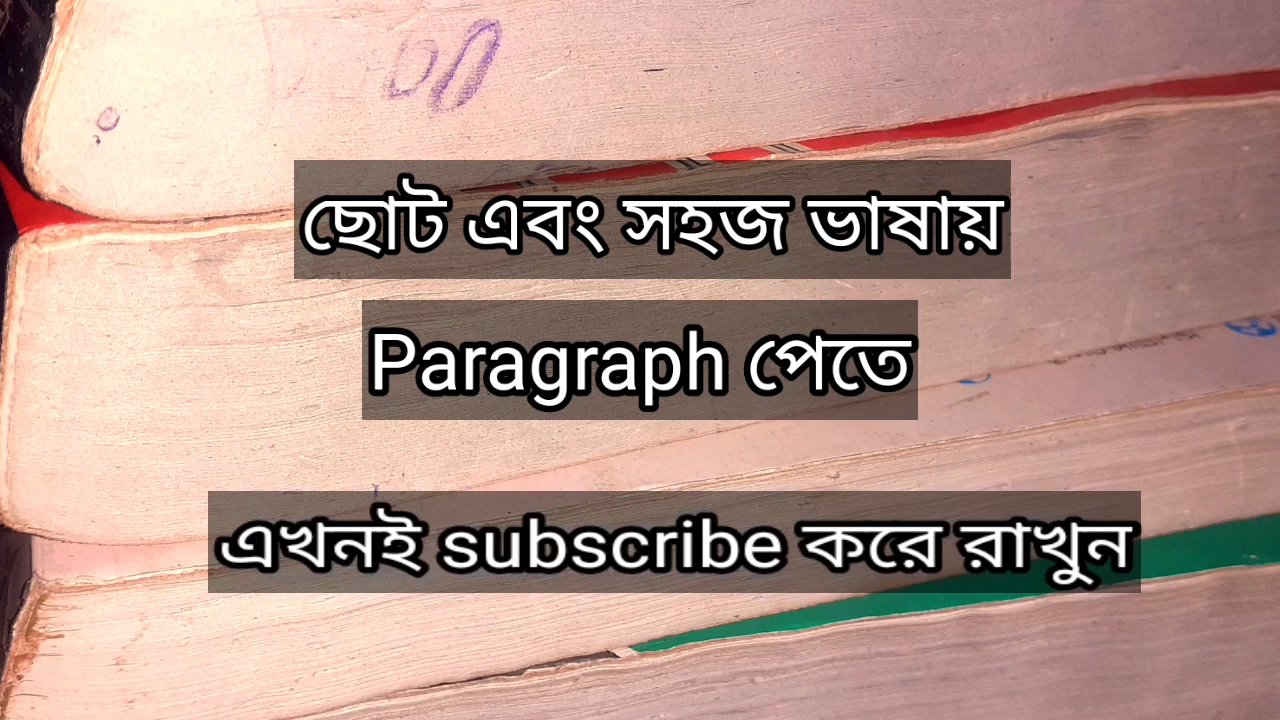 ছোট এবং সহজ ভাষায়
Paragraph পেতে
এখনই subscribe করে রাখুন